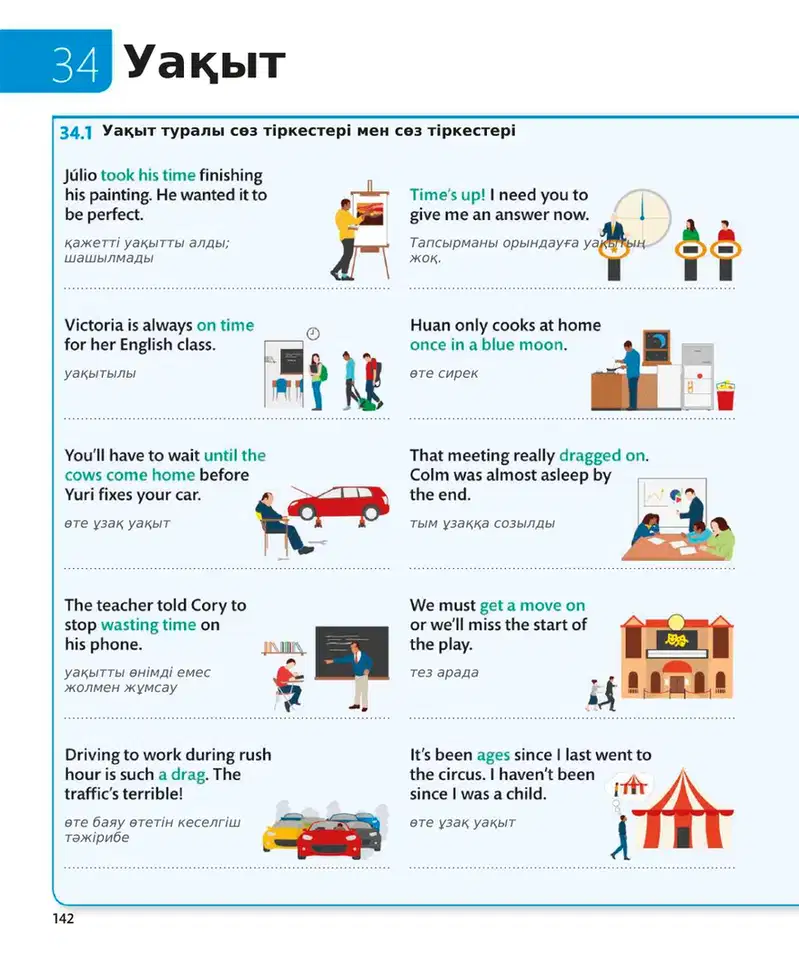 34 Уақыт
34.1 Уақыт туралы сөз тіркестері мен сөз тіркестері
Júlio took his time finishing
his painting. He wanted it to
be perfect.
қажетті уақытты алды;
шашылмады
Time's up! I need you to
give me an answer now.
Тапсырманы орындауға уақытың
жоқ.
Victoria is always on time
for her English class.
уақытылы
Huan only cooks at home
once in a blue moon.
өте сирек
You'll have to wait until the
cows come home before
Yuri fixes your car.
өте ұзақ уақыт
That meeting really dragged on.
Colm was almost asleep by
the end.
тым ұзаққа созылды
The teacher told Cory to
stop wasting time on
his phone.
уақытты өнімді емес
жолмен жұмсау
We must get a move on
or we'll miss the start of
the play.
тез арада
Driving to work during rush
hour is such a drag. The
traffic's terrible!
өте баяу өтетін кеселгіш
тәжірибе
It's been ages since I last went to
the circus. I haven't been
since I was a child.
өте ұзақ уақыт
142